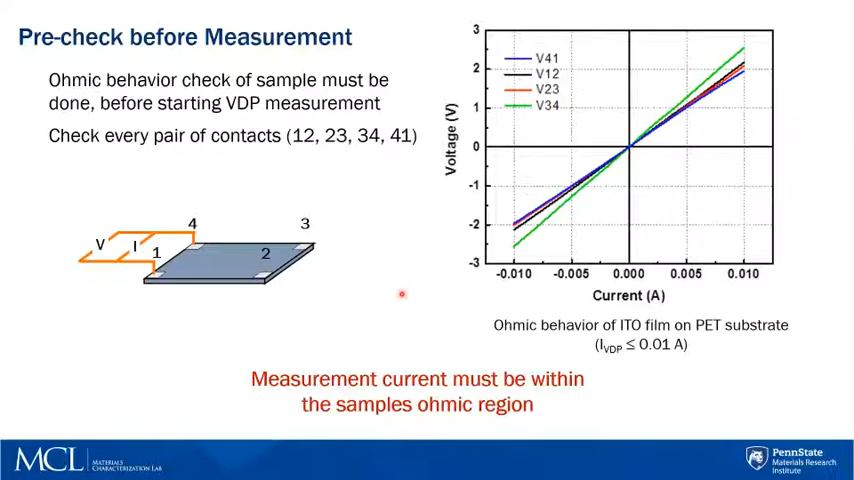 Pre-check before Measurement
Ohmic behavior check of sample must be
done, before starting VDP measurement
Check every pair of contacts (12, 23, 34, 41)
V
I
1
4
2
3
3
2
1
0
-1
-2
-3
Voltage (V)
V41
V12
V23
V34
-0.010 -0.005 0.000 0.005 0.010
Current (A)
Ohmic behavior of ITO film on PET substrate
(IVDP ≤ 0.01 A)
Measurement current must be within
the samples ohmic region
MCL
Materials
Characterization Lab
PennState
Materials Research
Institute